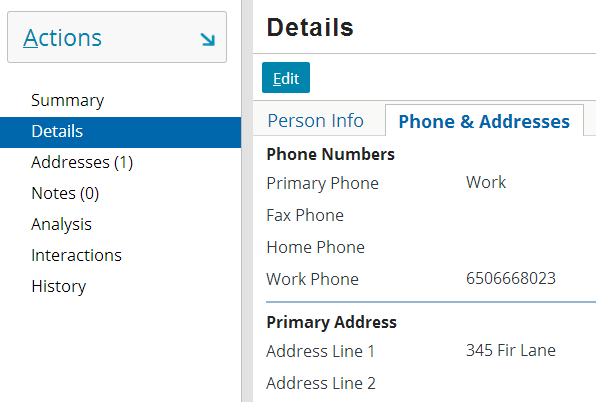 Actions
Summary
Details
Addresses (1)
Notes (0)
Analysis
Interactions
History
Details
Edit
Person Info Phone & Addresses
Phone Numbers
Primary Phone Work
Fax Phone
Home Phone
Work Phone 6506668023
Primary Address
Address Line 1 345 Fir Lane
Address Line 2